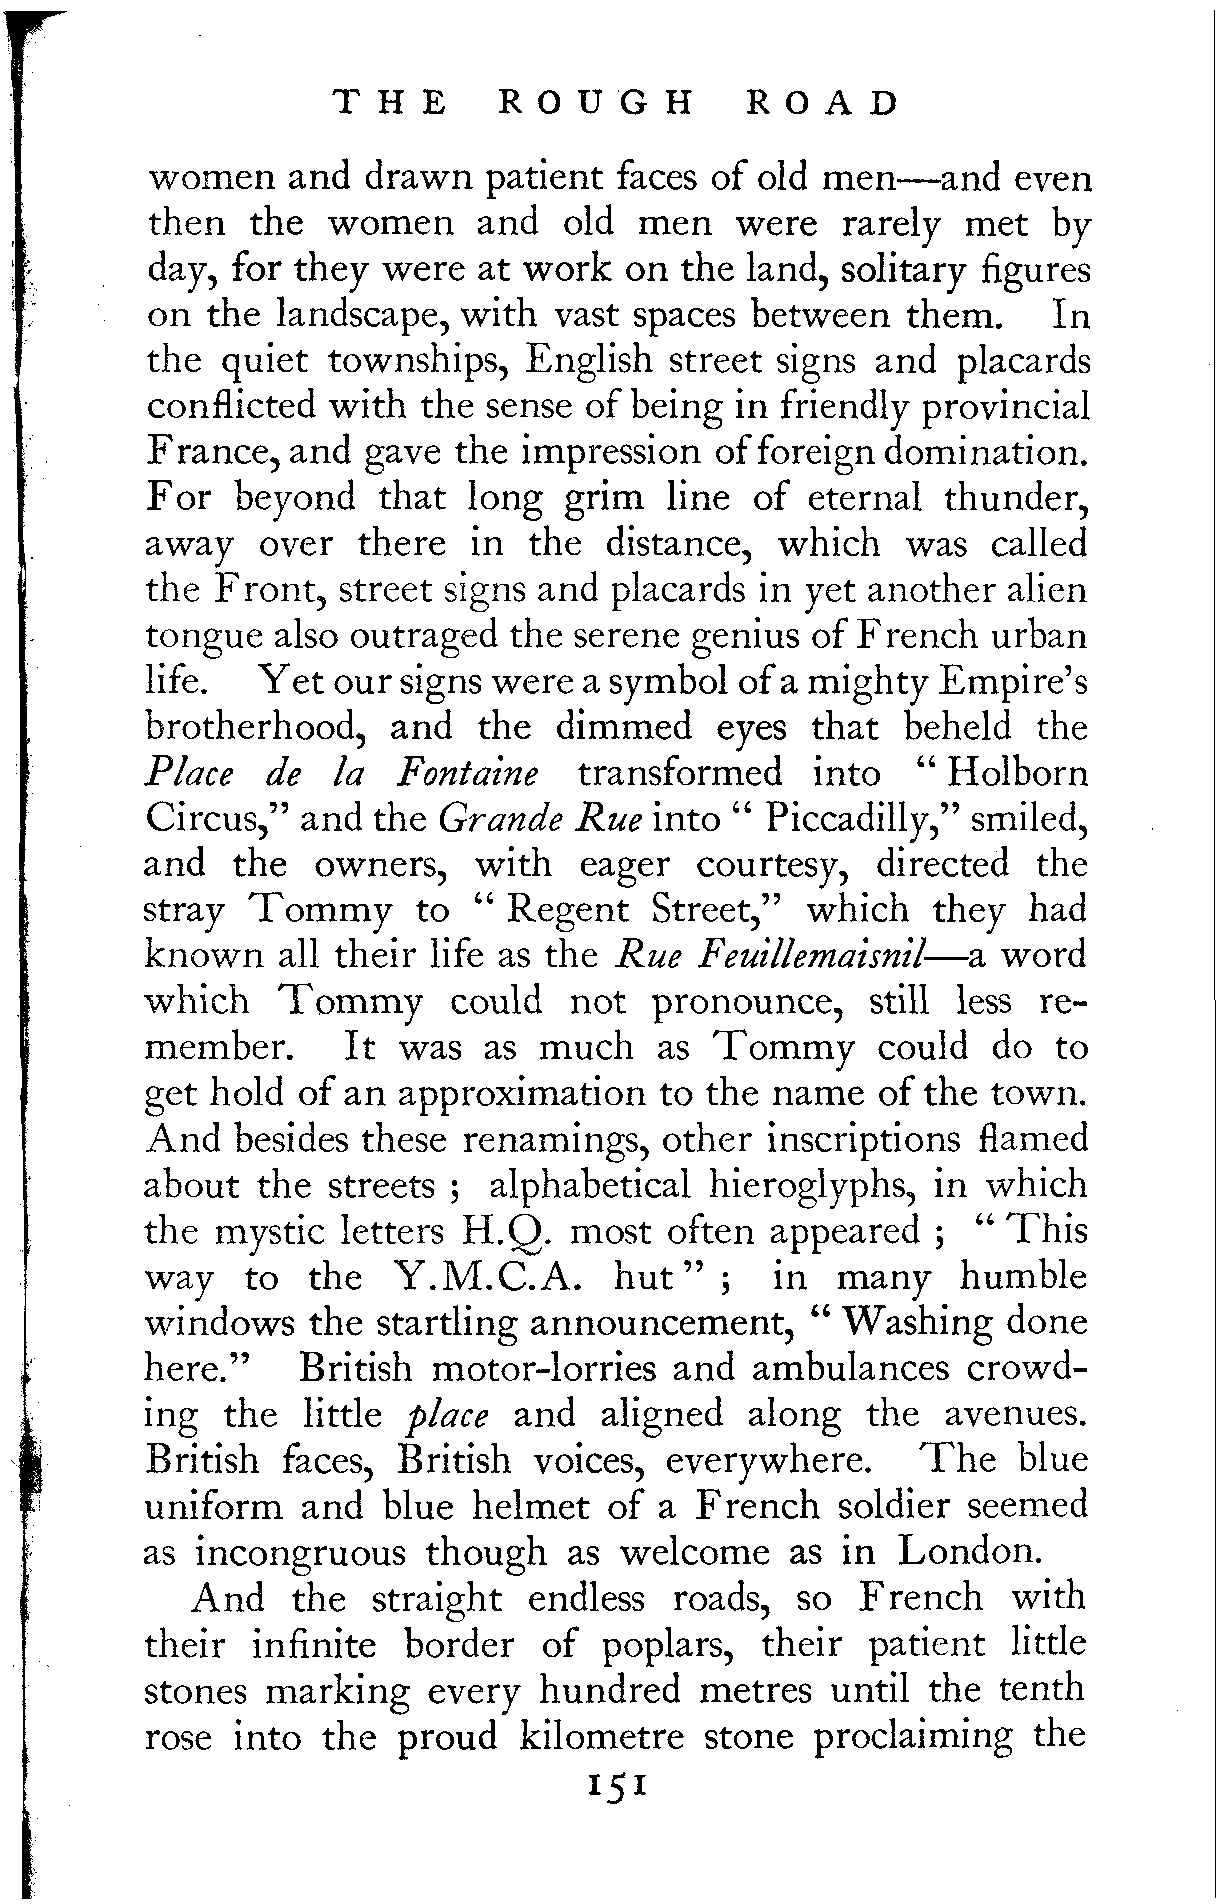 THE ROUGH ROAD
women and drawn patient faces of old men—and even
then the women and old men were rarely met by
day, for they were at work on the land, solitary figures
on the landscape, with vast spaces between them. In
the quiet townships, English street signs and placards
conflicted with the sense of being in friendly provincial
France, and gave the impression of foreign domination.
For beyond that long grim line of eternal thunder,
away over there in the distance, which was called
the Front, street signs and placards in yet another alien
tongue also outraged the serene genius of French urban
life. Yet our signs were a symbol of a mighty Empire's
brotherhood, and the dimmed eyes that beheld the
Place de la Fontaine transformed into “ Holborn
Circus,” and the Grande Rue into “ Piccadilly,” smiled,
and the owners, with eager courtesy, directed the
stray Tommy to “ Regent Street,” which they had
known all their life as the Rue Feuillemaisnil—a word
which Tommy could not pronounce, still less re-
member. It was as much as Tommy could do to
get hold of an approximation to the name of the town.
And besides these renamings, other inscriptions flamed
about the streets ; alphabetical hieroglyphs, in which
the mystic letters H.Q. most often appeared ; “ This
way to the Y.M.C.A. hut ” ; in many humble
windows the startling announcement, “ Washing done
here.” British motor-lorries and ambulances crowd-
ing the little place and aligned along the avenues.
British faces, British voices, everywhere. The blue
uniform and blue helmet of a French soldier seemed
as incongruous though as welcome as in London.
And the straight endless roads, so French with
their infinite border of poplars, their patient little
stones marking every hundred metres until the tenth
rose into the proud kilometre stone proclaiming the
151